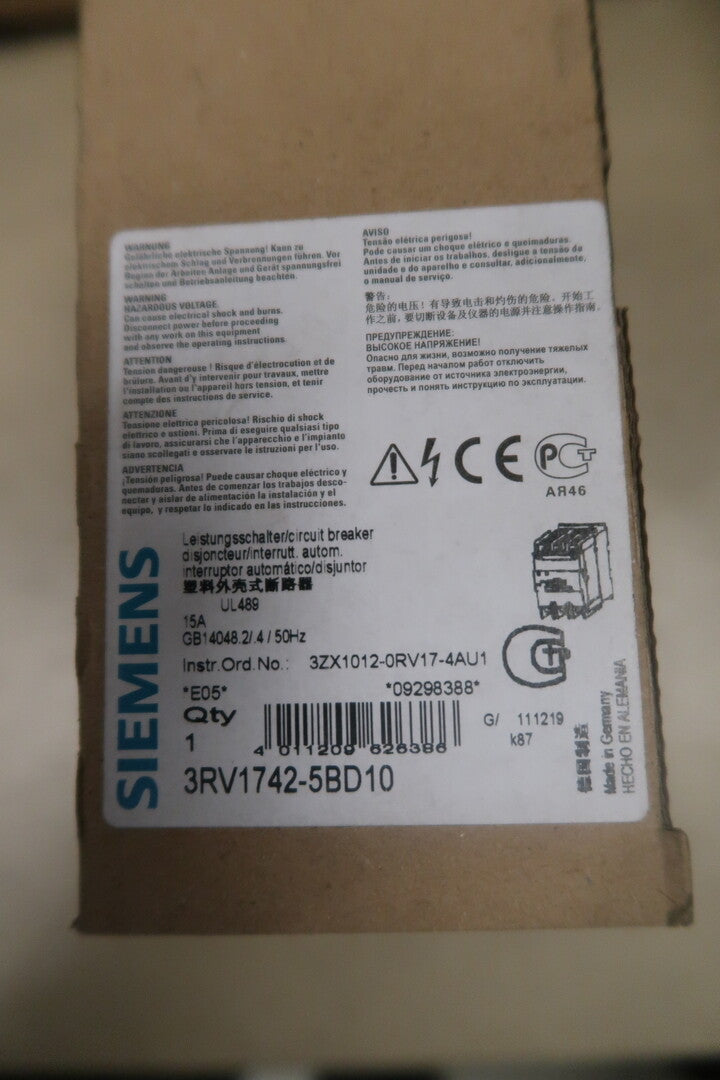 WARNUNG
Gefährliche elektrische Spannung! Kann zu
elektrischem Schlag und Verbrennungen führen. Vor
Beginn der Arbeiten Anlage und Gerät spannungsfrei
schalten und Betriebsanleitung beachten.
WARNING
HAZARDOUS VOLTAGE
Can cause electrical shock and burns.
Disconnect power before proceeding
with any work on this equipment
and observe the operating instructions.
ATTENTION
Tension dangereuse ! Risque d'électrocution et de
brûlure. Avant d'y intervenir pour travaux, mettre
l'installation ou l'appareil hors tension, et tenir
compte des instructions de service.
ATTENZIONE
Tensione elettrica pericolosa! Rischio di shock
elettrico e ustioni. Prima di eseguire qualsiasi tipo
di lavoro, assicurarsi che l'apparecchio e l'impianto
siano scollegati e osservare le istruzioni per l'uso.
ADVERTENCIA
¡Tensión peligrosa! Puede causar choque eléctrico y
quemaduras. Antes de comenzar los trabajos desco-
nectar y aislar de alimentación la instalación y el
equipo, y respetar lo indicado en las instrucciones.
AVISO
Tensão elétrica perigosa!
Pode causar um choque elétrico e queimaduras.
Antes de iniciar os trabalhos, desligue a tensão da
unidade e do aparelho e consultar, adicionalmente,
o manual de serviço.
警告:
危险的电压! 有导致电击和灼伤的危险。开始工
作之前, 要切断设备及仪器的电源并注意操作指南。
ПРЕДУПРЕЖДЕНИЕ:
ВЫСОКОЕ НАПРЯЖЕНИЕ!
Опасно для жизни, возможно получение тяжелых
травм. Перед началом работ отключить
оборудование от источника электроэнергии,
прочесть и понять инструкцию по эксплуатации.
CE
АЯ46
SIEMENS
Leistungsschalter/circuit breaker
disjoncteur/interrutt. autom.
interruptor automático/disjuntor
塑料外壳式断路器
UL489
15A
GB14048.2/.4 / 50Hz
Instr.Ord.No.: 3ZX1012-0RV17-4AU1
*E05* *09298388*
Qty
1
4 011209 626386
G/ 111219
k87
3RV1742-5BD10
德国制造
Made in Germany
HECHO EN ALEMANIA